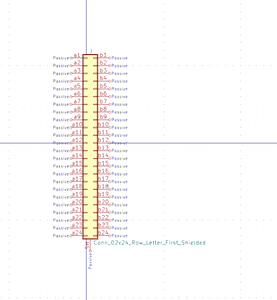 J
Passive a1 b1 Passive
Passive a2 b2 Passive
Passive a3 b3 Passive
Passive a4 b4 Passive
Passive a5 b5 Passive
Passive a6 b6 Passive
Passive a7 b7 Passive
Passive a8 b8 Passive
Passive a9 b9 Passive
Passive a10 b10 Passive
Passive a11 b11 Passive
Passive a12 b12 Passive
Passive a13 b13 Passive
Passive a14 b14 Passive
Passive a15 b15 Passive
Passive a16 b16 Passive
Passive a17 b17 Passive
Passive a18 b18 Passive
Passive a19 b19 Passive
Passive a20 b20 Passive
Passive a21 b21 Passive
Passive a22 b22 Passive
Passive a23 b23 Passive
Passive a24 b24 Passive
Conn_02x24_Row_Letter_First_Shielded
Passive